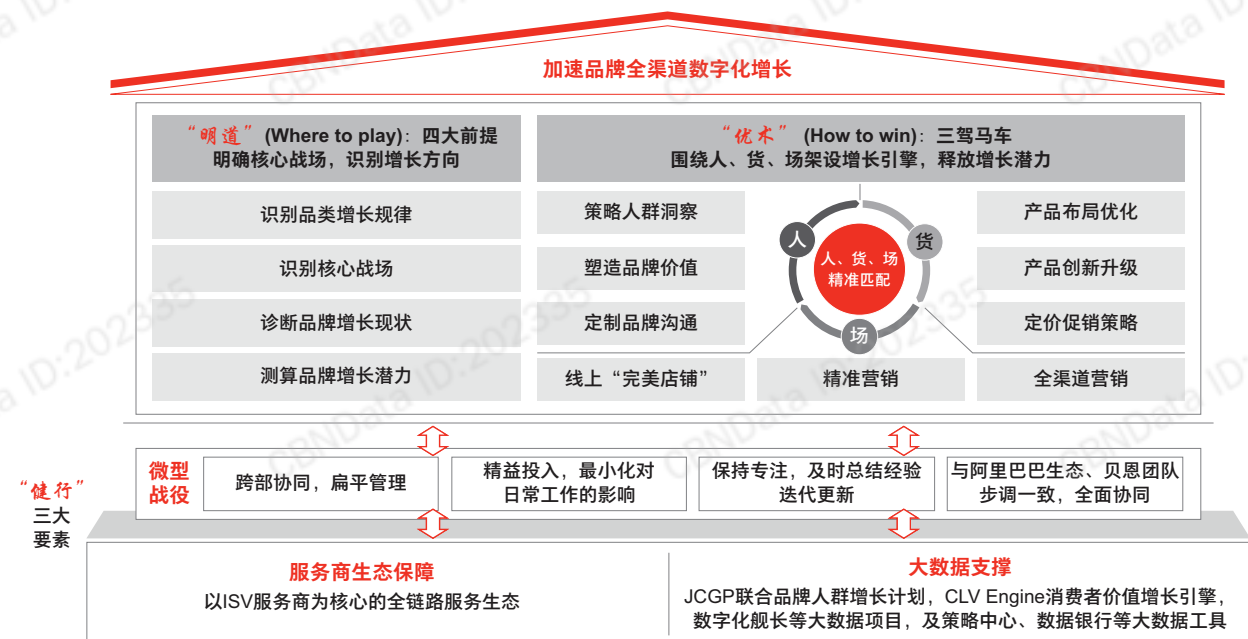 加速品牌全渠道数字化增长
“明道” (Where to play)：四大前提
明确核心战场，识别增长方向
识别品类增长规律
识别核心战场
诊断品牌增长现状
测算品牌增长潜力
“优术” (How to win)：三驾马车
围绕人、货、场架设增长引擎，释放增长潜力
策略人群洞察
塑造品牌价值
定制品牌沟通
人
货
场
人、货、场
精准匹配
产品布局优化
产品创新升级
定价促销策略
线上“完美店铺”
精准营销
全渠道营销
“健行”
三大
要素
微型
战役
跨部协同，扁平管理
精益投入，最小化对
日常工作的影响
保持专注，及时总结经验
迭代更新
与阿里巴巴生态、贝恩团队
步调一致，全面协同
服务商生态保障
以ISV服务商为核心的全链路服务生态
大数据支撑
JCGP联合品牌人群增长计划，CLV Engine消费者价值增长引擎，
数字化舰长等大数据项目，及策略中心、数据银行等大数据工具
CBNData ID:202335